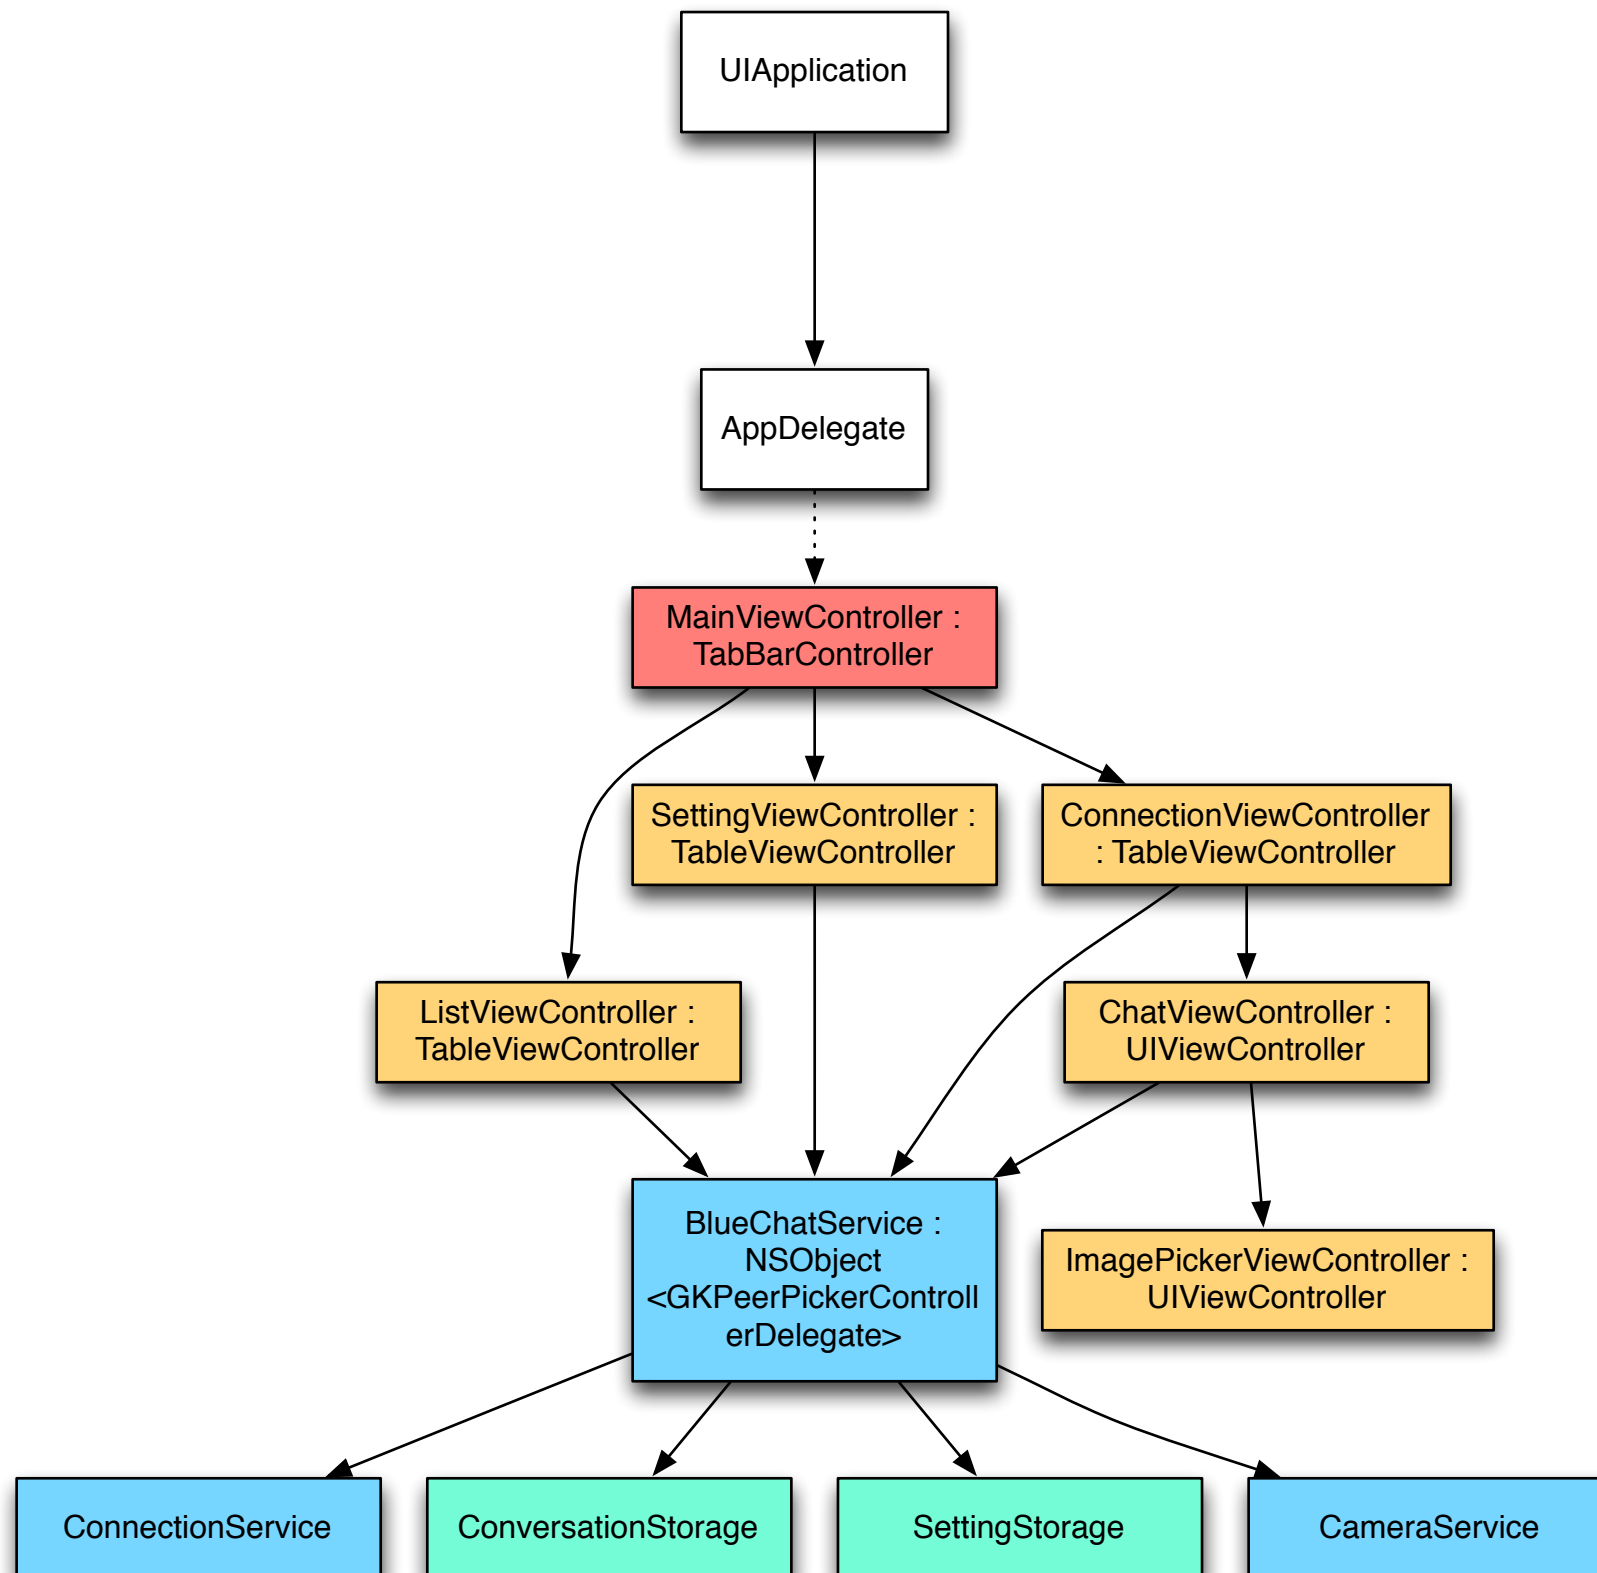 UIApplication
AppDelegate
MainViewController :
TabBarController
SettingViewController :
TableViewController
ConnectionViewController
: TableViewController
ListViewController :
TableViewController
ChatViewController :
UIViewController
BlueChatService :
NSObject
<GKPeerPickerControll
erDelegate>
ImagePickerViewController :
UIViewController
ConnectionService
ConversationStorage
SettingStorage
CameraService